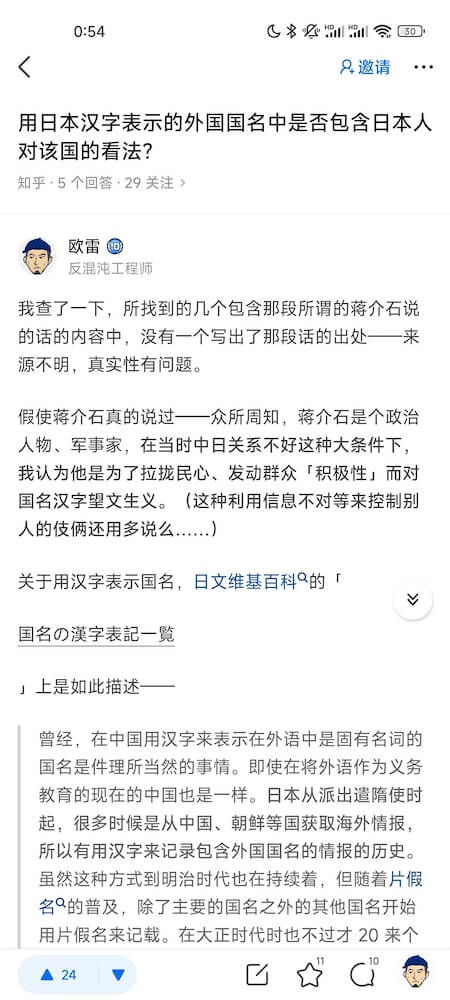 0:54
HD HD 30
邀请
用日本汉字表示的外国国名中是否包含日本人
对该国的看法？
知乎 · 5 个回答 · 29 关注 >
欧雷
反混沌工程师
我查了一下，所找到的几个包含那段所谓的蒋介石说
的话的内容中，没有一个写出了那段话的出处——来
源不明，真实性有问题。
假使蒋介石真的说过——众所周知，蒋介石是个政治
人物、军事家，在当时中日关系不好这种大条件下，
我认为他是为了拉拢民心、发动群众「积极性」而对
国名汉字望文生义。（这种利用信息不对等来控制别
人的伎俩还用多说么……）
关于用汉字表示国名，日文维基百科的「
国名の漢字表記一覧
」上是如此描述——
曾经，在中国用汉字来表示在外语中是固有名词的
国名是件理所当然的事情。即使在将外语作为义务
教育的现在的中国也是一样。日本从派出遣隋使时
起，很多时候是从中国、朝鲜等国获取海外情报，
所以有用汉字来记录包含外国国名的情报的历史。
虽然这种方式到明治时代也在持续着，但随着片假
名的普及，除了主要的国名之外的其他国名开始
用片假名来记载。在大正时代时也不过才 20 来个
24
11
10